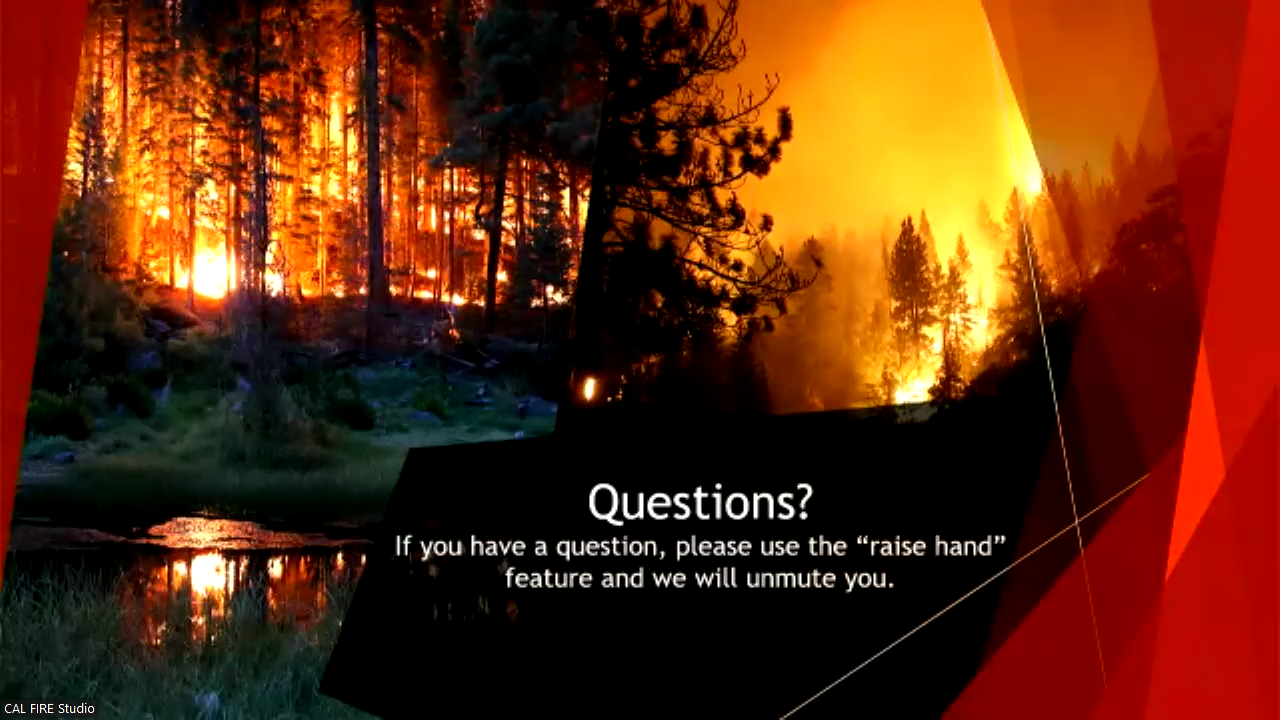 Questions?
If you have a question, please use the “raise hand”
feature and we will unmute you.
CAL FIRE Studio